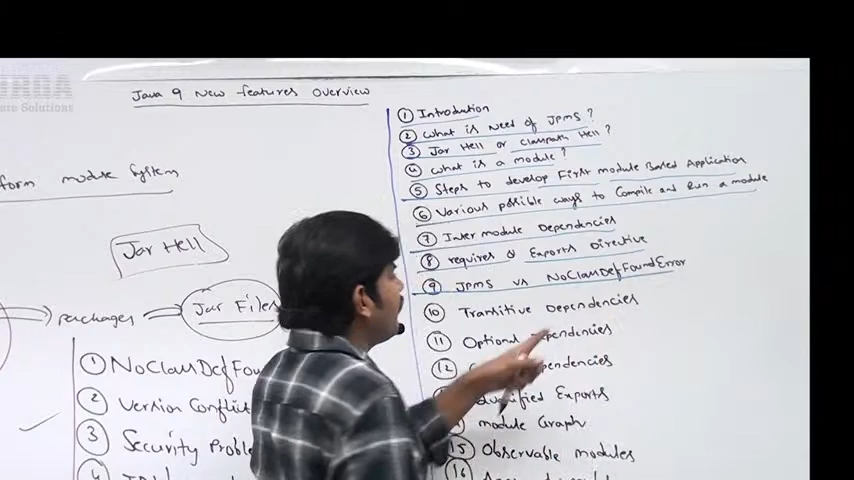 Java 9 New features Overview
form module System
Jar Hell
packages
Jar Files
① NoClassDefFou
② Version Conflict
③ Security Proble
④
① Introduction
② what is need of JPMS ?
③ Jar Hell or classpath Hell ?
④ what is a module ?
⑤ Steps to develop First module Based Application
⑥ Various possible ways to Compile and Run a module
⑦ Inter module Dependencies
⑧ requires & Exports Directive
⑨ JPMS vs NoClassDefFoundError
⑩ Transitive Dependencies
⑪ Optional Dependencies
⑫ pendencies
ualified Exports
module Graph
⑮ Observable modules
⑯